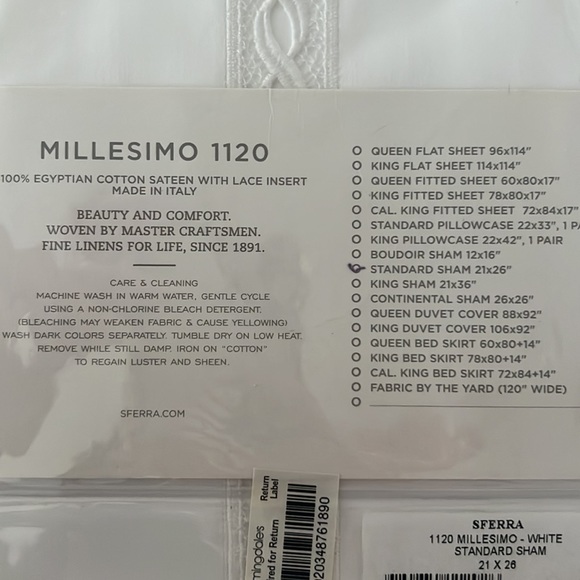 MILLESIMO 1120
100% EGYPTIAN COTTON SATEEN WITH LACE INSERT
MADE IN ITALY
BEAUTY AND COMFORT.
WOVEN BY MASTER CRAFTSMEN.
FINE LINENS FOR LIFE, SINCE 1891.
CARE & CLEANING
MACHINE WASH IN WARM WATER, GENTLE CYCLE
USING A NON-CHLORINE BLEACH DETERGENT.
(BLEACHING MAY WEAKEN FABRIC & CAUSE YELLOWING)
WASH DARK COLORS SEPARATELY. TUMBLE DRY ON LOW HEAT.
REMOVE WHILE STILL DAMP. IRON ON "COTTON"
TO REGAIN LUSTER AND SHEEN.
SFERRA.COM
QUEEN FLAT SHEET 96x114"
KING FLAT SHEET 114x114"
QUEEN FITTED SHEET 60x80x17"
KING FITTED SHEET 78x80x17"
CAL. KING FITTED SHEET 72x84x17"
STANDARD PILLOWCASE 22x33", 1 PA
KING PILLOWCASE 22x42", 1 PAIR
BOUDOIR SHAM 12x16"
STANDARD SHAM 21x26"
KING SHAM 21x36"
CONTINENTAL SHAM 26x26"
QUEEN DUVET COVER 88x92"
KING DUVET COVER 106x92"
QUEEN BED SKIRT 60x80+14"
KING BED SKIRT 78x80+14"
CAL. KING BED SKIRT 72x84+14"
FABRIC BY THE YARD (120" WIDE)
Return
Label
mingdale's
red for Return
020348761890
SFERRA
1120 MILLESIMO - WHITE
STANDARD SHAM
21 X 26